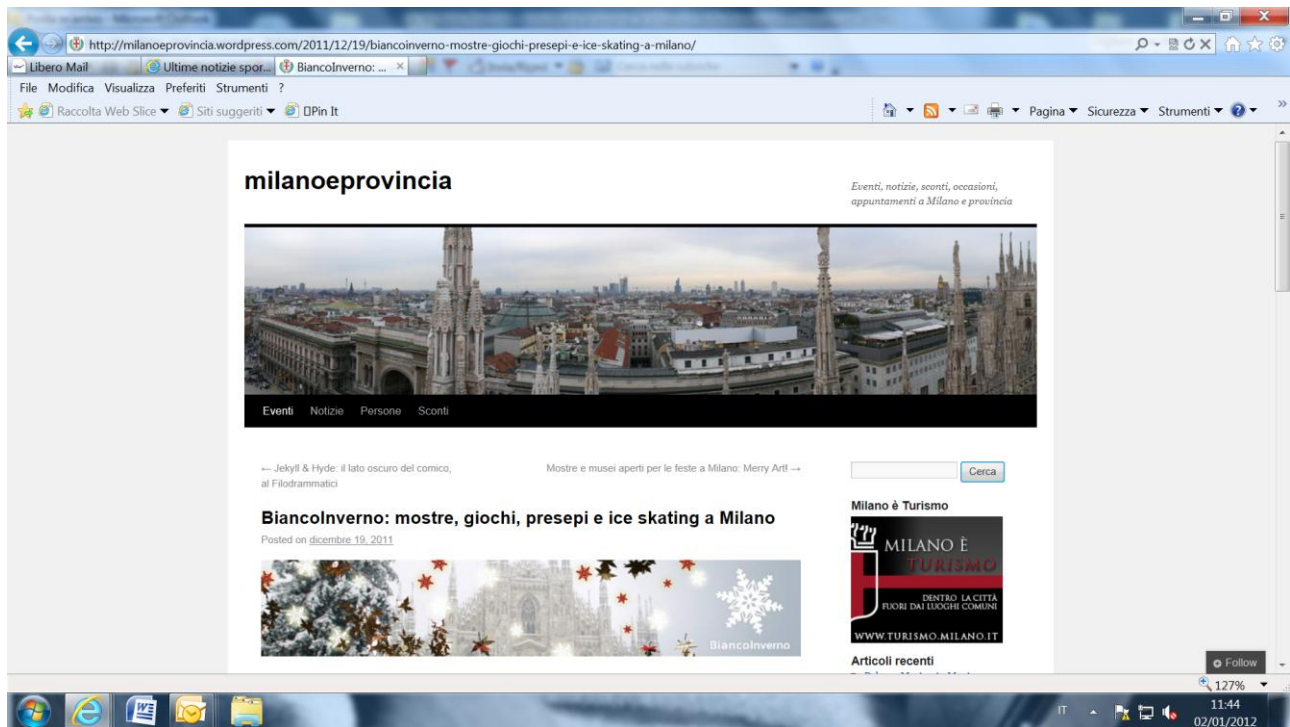 http://milanoeprovincia.wordpress.com/2011/12/19/biancoinverno-mostre-giochi-presepi-e-ice-skating-a-milano/
Libero Mail
Ultime notizie spor...
BiancoInverno: ...
File Modifica Visualizza Preferiti Strumenti ?
Raccolta Web Slice
Siti suggeriti
Pin It
Pagina
Sicurezza
Strumenti
milanoeprovincia
Eventi, notizie, sconti, occasioni,
appuntamenti a Milano e provincia
Eventi Notizie Persone Sconti
← Jekyll & Hyde: il lato oscuro del comico,
al Filodrammatici
Mostre e musei aperti per le feste a Milano: Merry Art! →
Cerca
BiancoInverno: mostre, giochi, presepi e ice skating a Milano
Posted on dicembre 19, 2011
BiancoInverno
Milano è Turismo
MILANO È
TURISMO
DENTRO LA CITTÀ
FUORI DAI LUOGHI COMUNI
WWW.TURISMO.MILANO.IT
Articoli recenti
Follow
127%
IT
11:44
02/01/2012